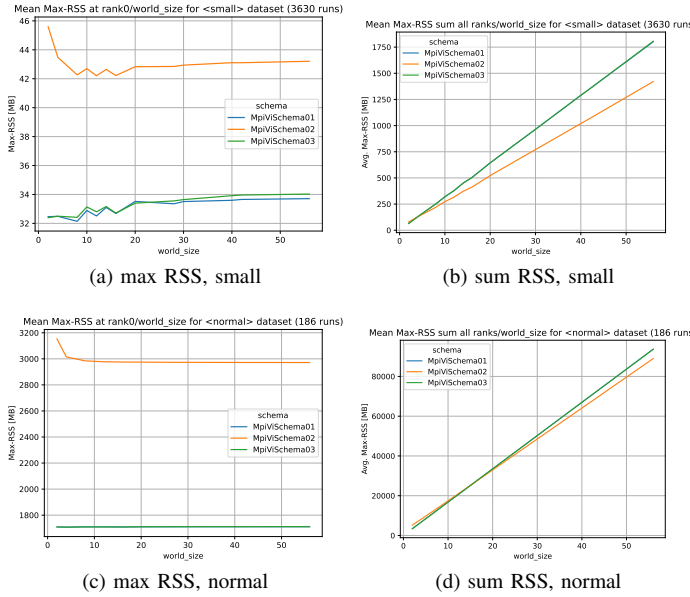 Mean Max-RSS at rank0/world_size for <small> dataset (3630 runs)
46
44
42
40
38
36
34
32
Max-RSS [MB]
schema
MpiViSchema01
MpiViSchema02
MpiViSchema03
0 10 20 30 40 50
world_size
(a) max RSS, small
Mean Max-RSS sum all ranks/world_size for <small> dataset (3630 runs)
1750
1500
1250
1000
750
500
250
0
Avg. Max-RSS [MB]
schema
MpiViSchema01
MpiViSchema02
MpiViSchema03
0 10 20 30 40 50
world_size
(b) sum RSS, small
Mean Max-RSS at rank0/world_size for <normal> dataset (186 runs)
3200
3000
2800
2600
2400
2200
2000
1800
Max-RSS [MB]
schema
MpiViSchema01
MpiViSchema02
MpiViSchema03
0 10 20 30 40 50
world_size
(c) max RSS, normal
Mean Max-RSS sum all ranks/world_size for <normal> dataset (186 runs
80000
60000
40000
20000
0
Avg. Max-RSS [MB]
schema
MpiViSchema01
MpiViSchema02
MpiViSchema03
0 10 20 30 40 50
world_size
(d) sum RSS, normal